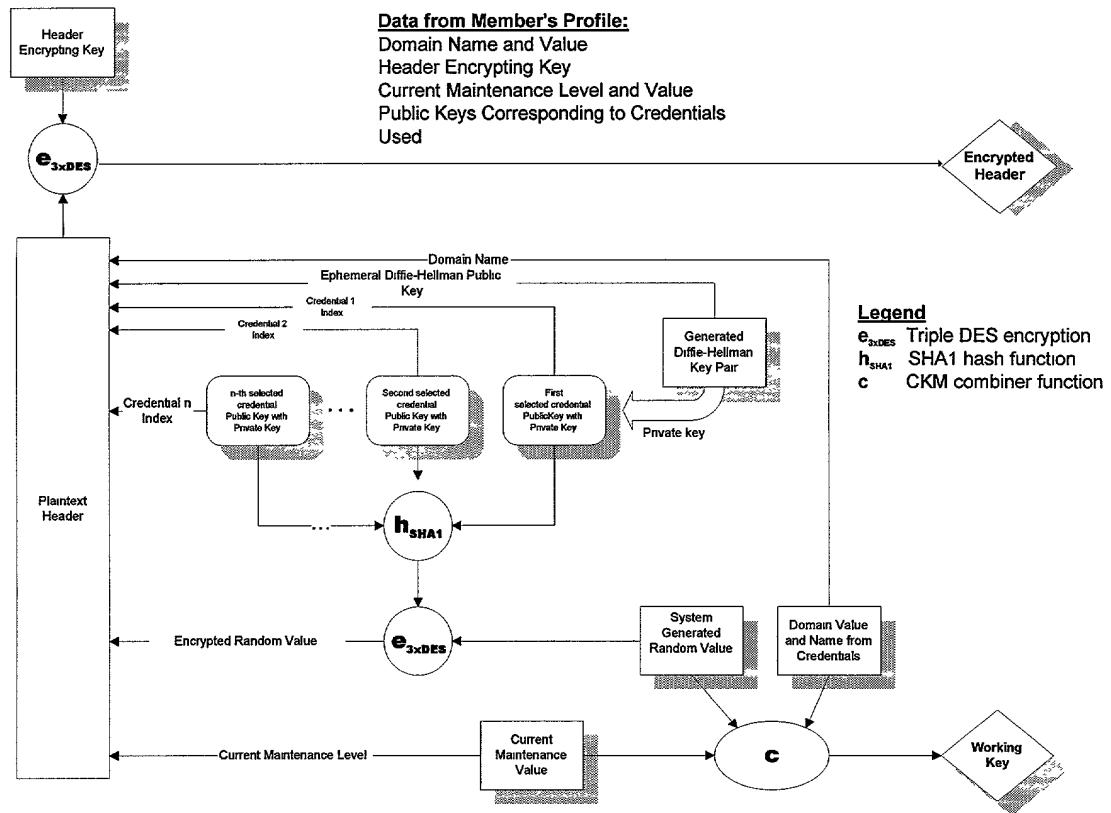 Header
Encrypting Key
Data from Member's Profile:
Domain Name and Value
Header Encrypting Key
Current Maintenance Level and Value
Public Keys Corresponding to Credentials
Used
e3xDES
Encrypted
Header
Domain Name
Ephemeral Diffie-Hellman Public
Key
Credential 1
Index
Credential 2
Index
Generated
Diffie-Hellman
Key Pair
Legend
e3xDES Triple DES encryption
hSHA1 SHA1 hash function
c CKM combiner function
Credential n
Index
n-th selected
credential
Public Key with
Private Key
...
Second selected
credential
Public Key with
Private Key
First
selected credential
PublicKey with
Private Key
Private key
Plaintext
Header
hSHA1
...
Encrypted Random Value
e3xDES
System
Generated
Random Value
Domain Value
and Name from
Credentials
Current Maintenance Level
Current
Maintenance
Value
c
Working
Key